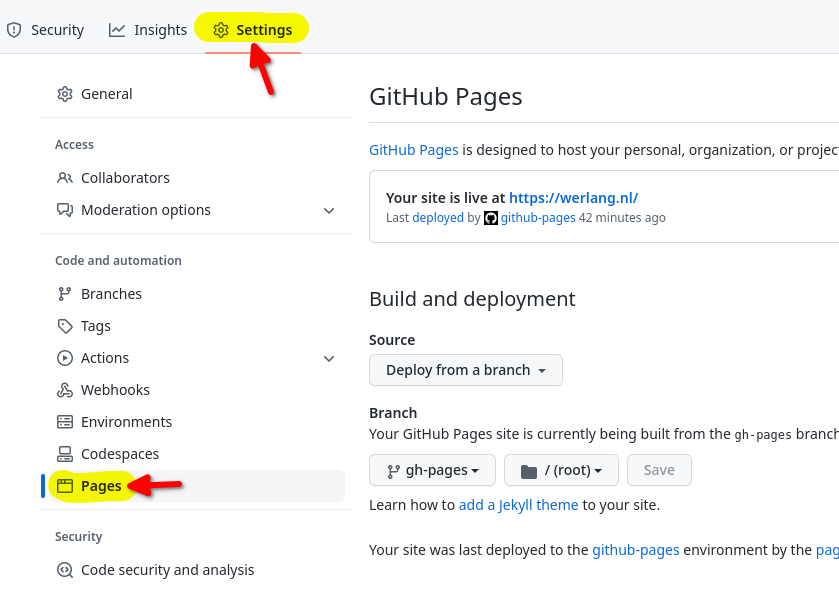 Security
Insights
Settings
General
Access
Collaborators
Moderation options
Code and automation
Branches
Tags
Actions
Webhooks
Environments
Codespaces
Pages
Security
Code security and analysis
GitHub Pages
GitHub Pages is designed to host your personal, organization, or
Your site is live at https://werlang.nl/
Last deployed by github-pages 42 minutes ago
Build and deployment
Source
Deploy from a branch
Branch
Your GitHub Pages site is currently being built from the gh-pages branch
gh-pages
/ (root)
Save
Learn how to add a Jekyll theme to your site.
Your site was last deployed to the github-pages environment by the